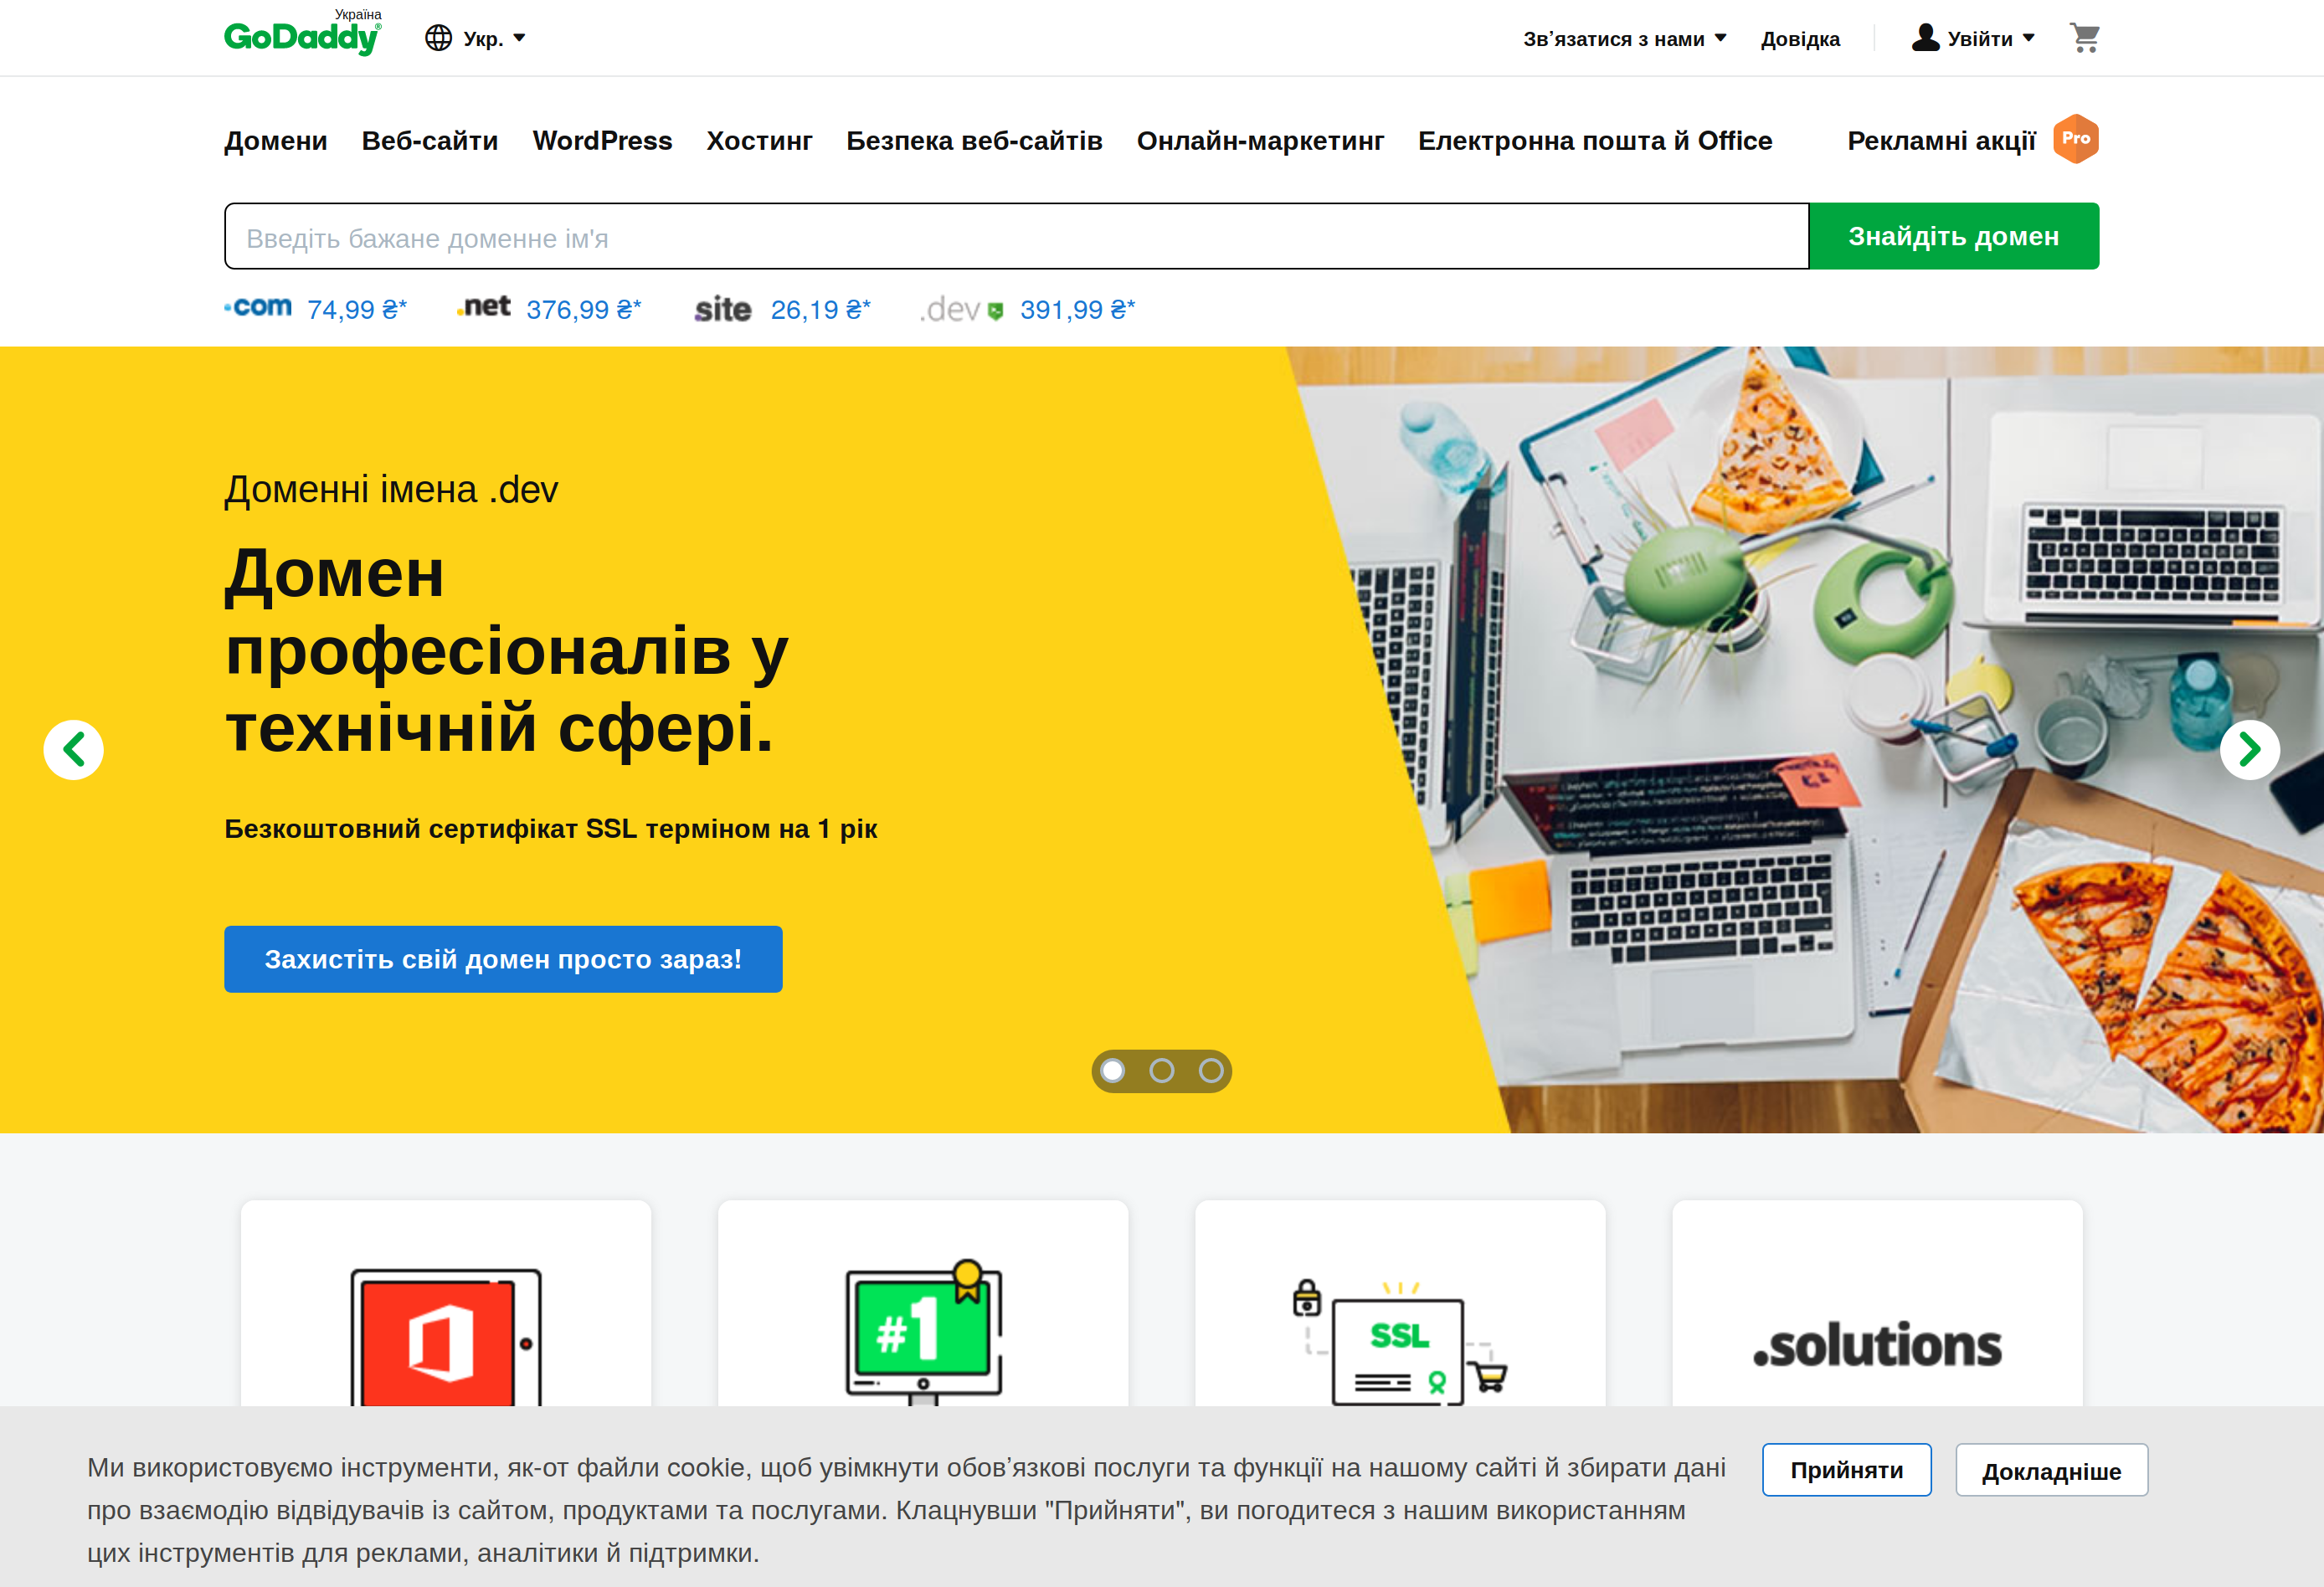 Україна
GoDaddy®
Укр.
Зв’язатися з нами
Довідка
Увійти
Домени
Веб-сайти
WordPress
Хостинг
Безпека веб-сайтів
Онлайн-маркетинг
Електронна пошта й Office
Рекламні акції
Pro
Введіть бажане доменне ім'я
Знайдіть домен
.com 74,99 ₴*
.net 376,99 ₴*
.site 26,19 ₴*
.dev 391,99 ₴*
Доменні імена .dev
Домен
професіоналів у
технічній сфері.
Безкоштовний сертифікат SSL терміном на 1 рік
Захистіть свій домен просто зараз!
#1
SSL
.solutions
Ми використовуємо інструменти, як-от файли cookie, щоб увімкнути обов’язкові послуги та функції на нашому сайті й збирати дані
про взаємодію відвідувачів із сайтом, продуктами та послугами. Клацнувши "Прийняти", ви погодитеся з нашим використанням
цих інструментів для реклами, аналітики й підтримки.
Прийняти
Докладніше